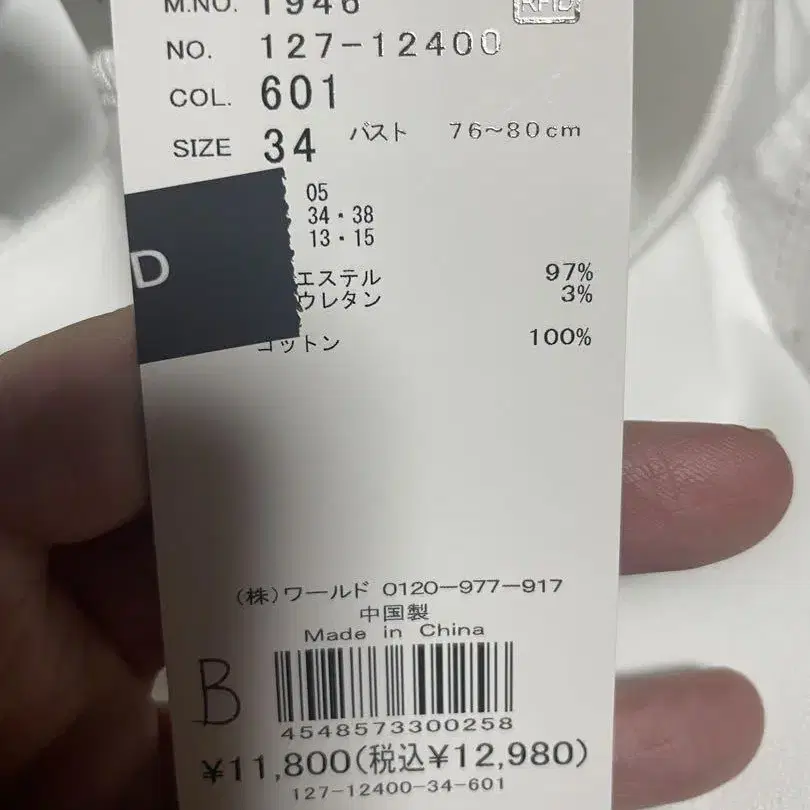 M.NO. 1946
RFID
NO. 127-12400
COL. 601
SIZE 34 バスト 76~80cm
05
34・38
13・15
D
エステル 97%
ウレタン 3%
コットン 100%
(株)ワールド 0120-977-917
中国製
Made in China
B
4548573300258
¥11,800(税込¥12,980)
127-12400-34-601